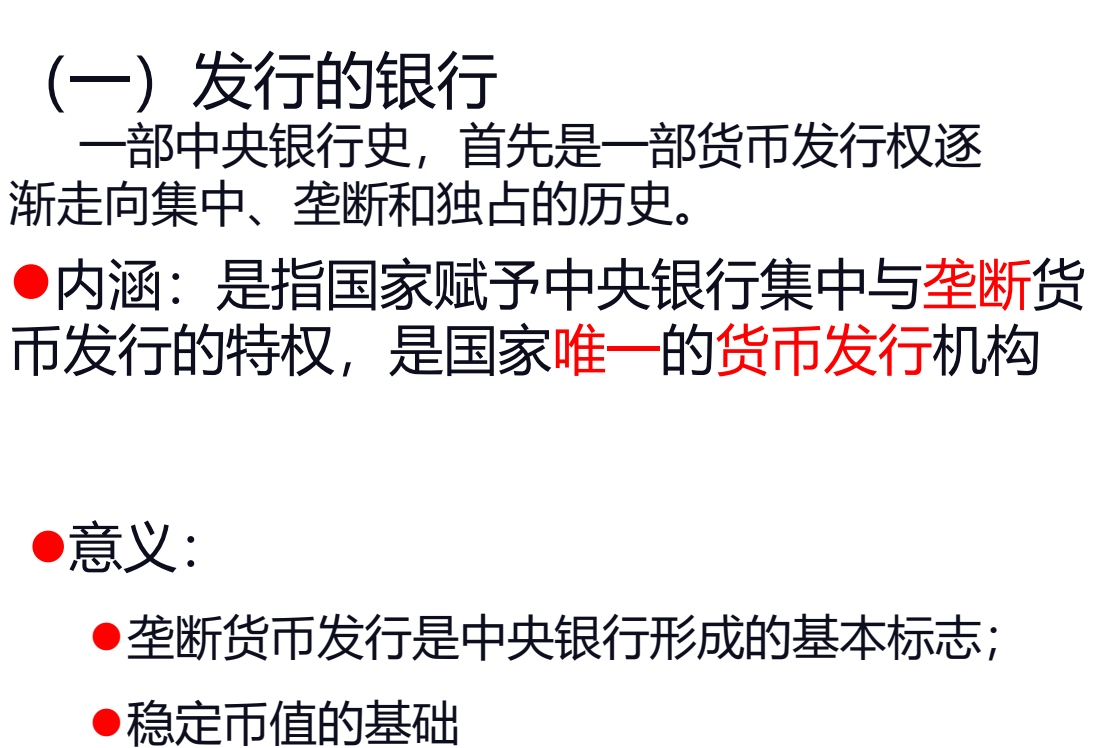 （一）发行的银行
一部中央银行史，首先是一部货币发行权逐
渐走向集中、垄断和独占的历史。
●内涵：是指国家赋予中央银行集中与垄断货
币发行的特权，是国家唯一的货币发行机构
●意义：
●垄断货币发行是中央银行形成的基本标志；
●稳定币值的基础